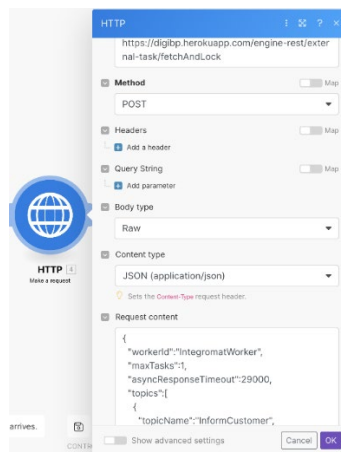 HTTP
https://digibp.herokuapp.com/engine-rest/exter
nal-task/fetchAndLock
Method
Map
POST
Headers
Map
Add a header
Query String
Map
Add parameter
Body type
Raw
Content type
JSON (application/json)
Sets the Content-Type request header.
Request content
{
"workerId":"IntegromatWorker",
"maxTasks":1,
"asyncResponseTimeout":29000,
"topics":[
{
"topicName":"InformCustomer",
HTTP 4
Make a request
arrives.
CONTR
Show advanced settings
Cancel
OK